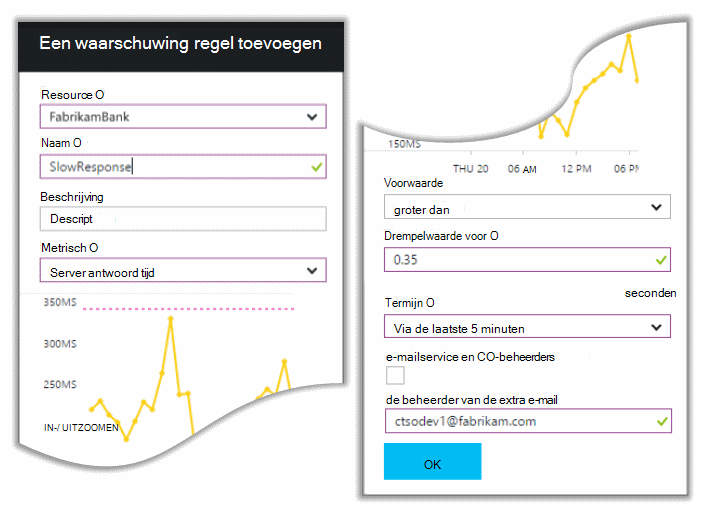 Een waarschuwing regel toevoegen
Resource O
FabrikamBank
Naam O
SlowResponse
Beschrijving
Descript
Metrisch O
Server antwoord tijd
350MS
300MS
250MS
IN-/ UITZOOMEN
150MS
THU 20 06 AM 12 PM 06 PM
Voorwaarde
groter dan
Drempelwaarde voor O
0.35
seconden
Termijn O
Via de laatste 5 minuten
e-mailservice en CO-beheerders
de beheerder van de extra e-mail
ctsodev1@fabrikam.com
OK